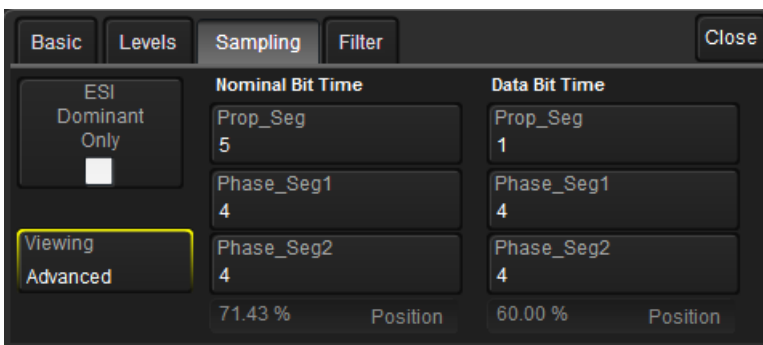 Basic Levels Sampling Filter Close
ESI
Dominant
Only
Viewing
Advanced
Nominal Bit Time
Prop_Seg
5
Phase_Seg1
4
Phase_Seg2
4
71.43 % Position
Data Bit Time
Prop_Seg
1
Phase_Seg1
4
Phase_Seg2
4
60.00 % Position